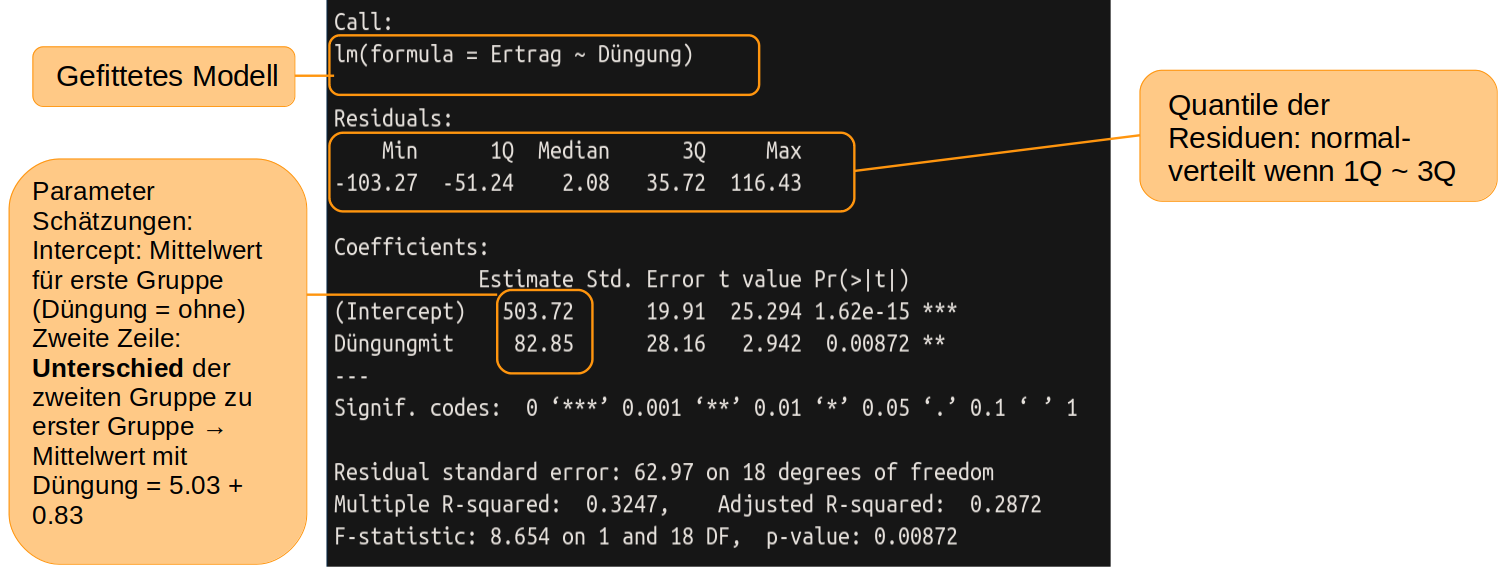 Gefittetes Modell
Parameter
Schätzungen:
Intercept: Mittelwert
für erste Gruppe
(Düngung = ohne)
Zweite Zeile:
Unterschied der
zweiten Gruppe zu
erster Gruppe →
Mittelwert mit
Düngung = 5.03 +
0.83
Call:
lm(formula = Ertrag ~ Düngung)
Residuals:
Min 1Q Median 3Q Max
-103.27 -51.24 2.08 35.72 116.43
Coefficients:
Estimate Std. Error t value Pr(>|t|)
(Intercept) 503.72 19.91 25.294 1.62e-15 ***
Düngungmit 82.85 28.16 2.942 0.00872 **
---
Signif. codes: 0 ‘***’ 0.001 ‘**’ 0.01 ‘*’ 0.05 ‘.’ 0.1 ‘ ’ 1
Residual standard error: 62.97 on 18 degrees of freedom
Multiple R-squared: 0.3247, Adjusted R-squared: 0.2872
F-statistic: 8.654 on 1 and 18 DF, p-value: 0.00872
Quantile der
Residuen: normal-
verteilt wenn 1Q ~ 3Q